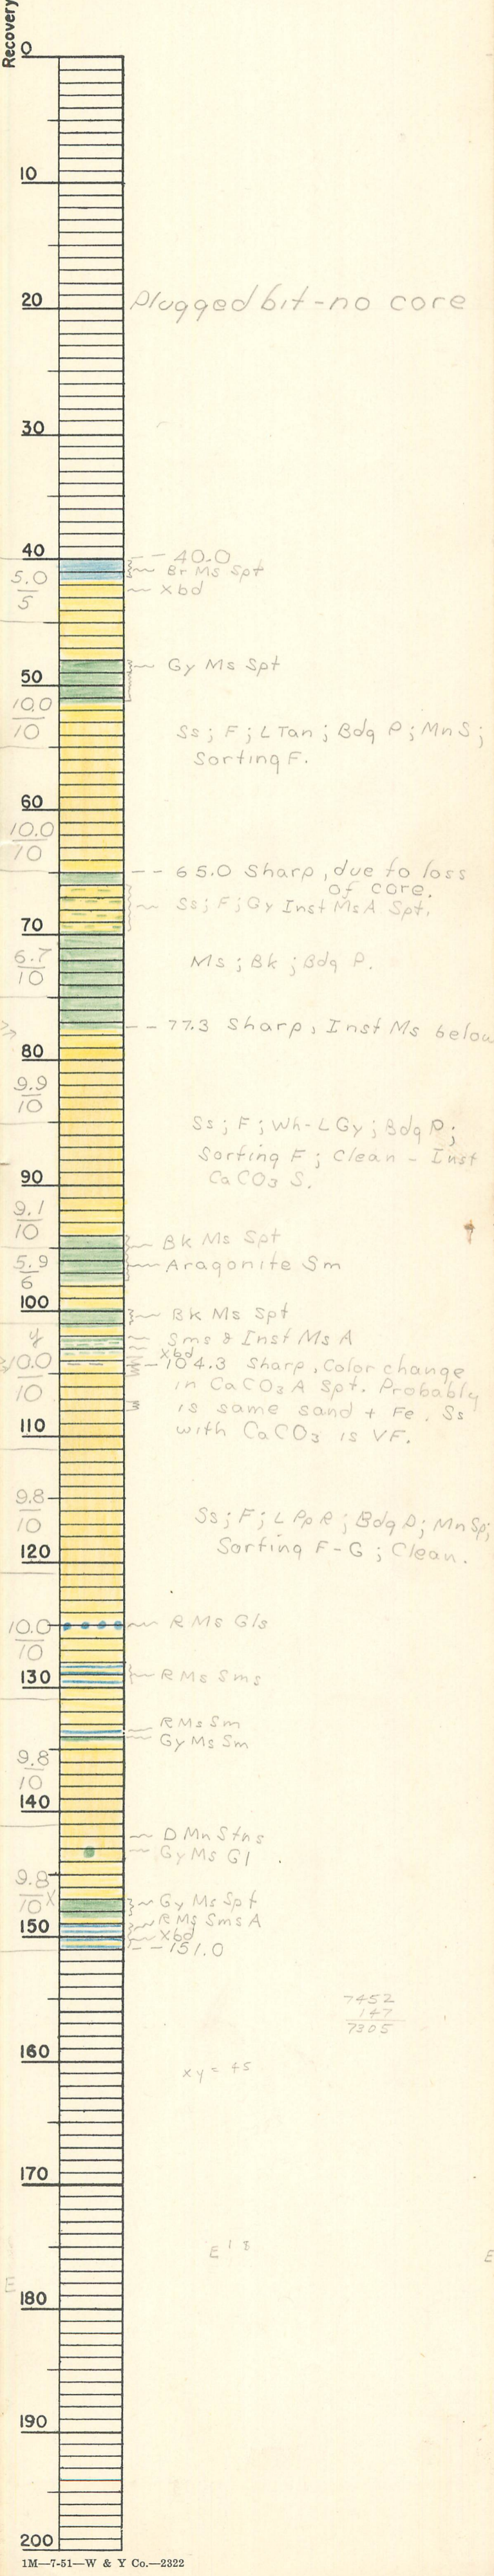 Recovery
0
10
20 Plugged bit - no core
30
40 -- 40.0
5.0 Br Ms Spt
5 Xbd
Gy Ms Spt
50
10.0
10 Ss; F; L Tan; Bdg P; Mn S;
Sorting F.
60
10.0
10
-- 65.0 Sharp, due to loss
of core.
Ss; F; Gy Inst Ms A Spt.
70
6.7 Ms; Bk; Bdg P.
10
-- 77.3 Sharp, Inst Ms below
80
9.9
10
Ss; F; Wh-LGy; Bdg P;
Sorting F; Clean - Inst
CaCO3 S.
90
9.1
10
Bk Ms Spt
5.9 Aragonite Sm
6
100
Bk Ms Spt
y Sms & Inst Ms A
Xbd
10.0 -104.3 Sharp, Color change
10 in CaCO3 A Spt. Probably
is same sand + Fe. Ss
110 with CaCO3 is VF.
9.8
10 Ss; F; L Pp R; Bdg P; Mn Sp;
120 Sorting F-G; Clean.
10.0 R Ms Gls
10
130 R Ms Sms
R Ms Sm
Gy Ms Sm
9.8
10
140
D Mn Stns
Gy Ms Gl
9.8
10 X Gy Ms Spt
R Ms Sms A
150 Xbd
-- 151.0
7452
147
7305
160
xy = 45
170
E 18
E
E
180
190
200
1M—7-51—W & Y Co.—2322